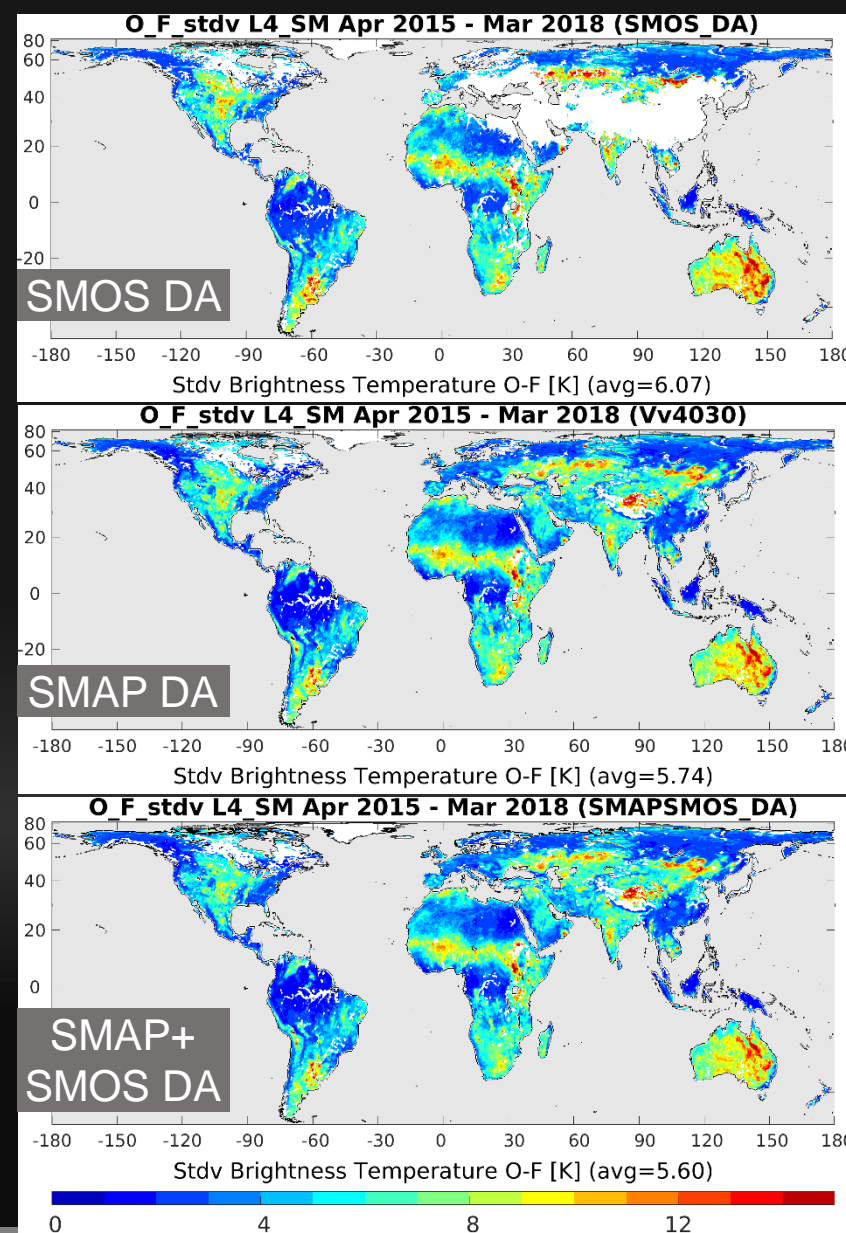 O_F_stdv L4_SM Apr 2015 - Mar 2018 (SMOS_DA)
80
60
40
20
0
-20
SMOS DA
-180 -150 -120 -90 -60 -30 0 30 60 90 120 150 180
Stdv Brightness Temperature O-F [K] (avg=6.07)
O_F_stdv L4_SM Apr 2015 - Mar 2018 (Vv4030)
80
60
40
20
0
-20
SMAP DA
-180 -150 -120 -90 -60 -30 0 30 60 90 120 150 180
Stdv Brightness Temperature O-F [K] (avg=5.74)
O_F_stdv L4_SM Apr 2015 - Mar 2018 (SMAPSMOS_DA)
80
60
40
20
0
SMAP+
SMOS DA
-180 -150 -120 -90 -60 -30 0 30 60 90 120 150 180
Stdv Brightness Temperature O-F [K] (avg=5.60)
0 4 8 12